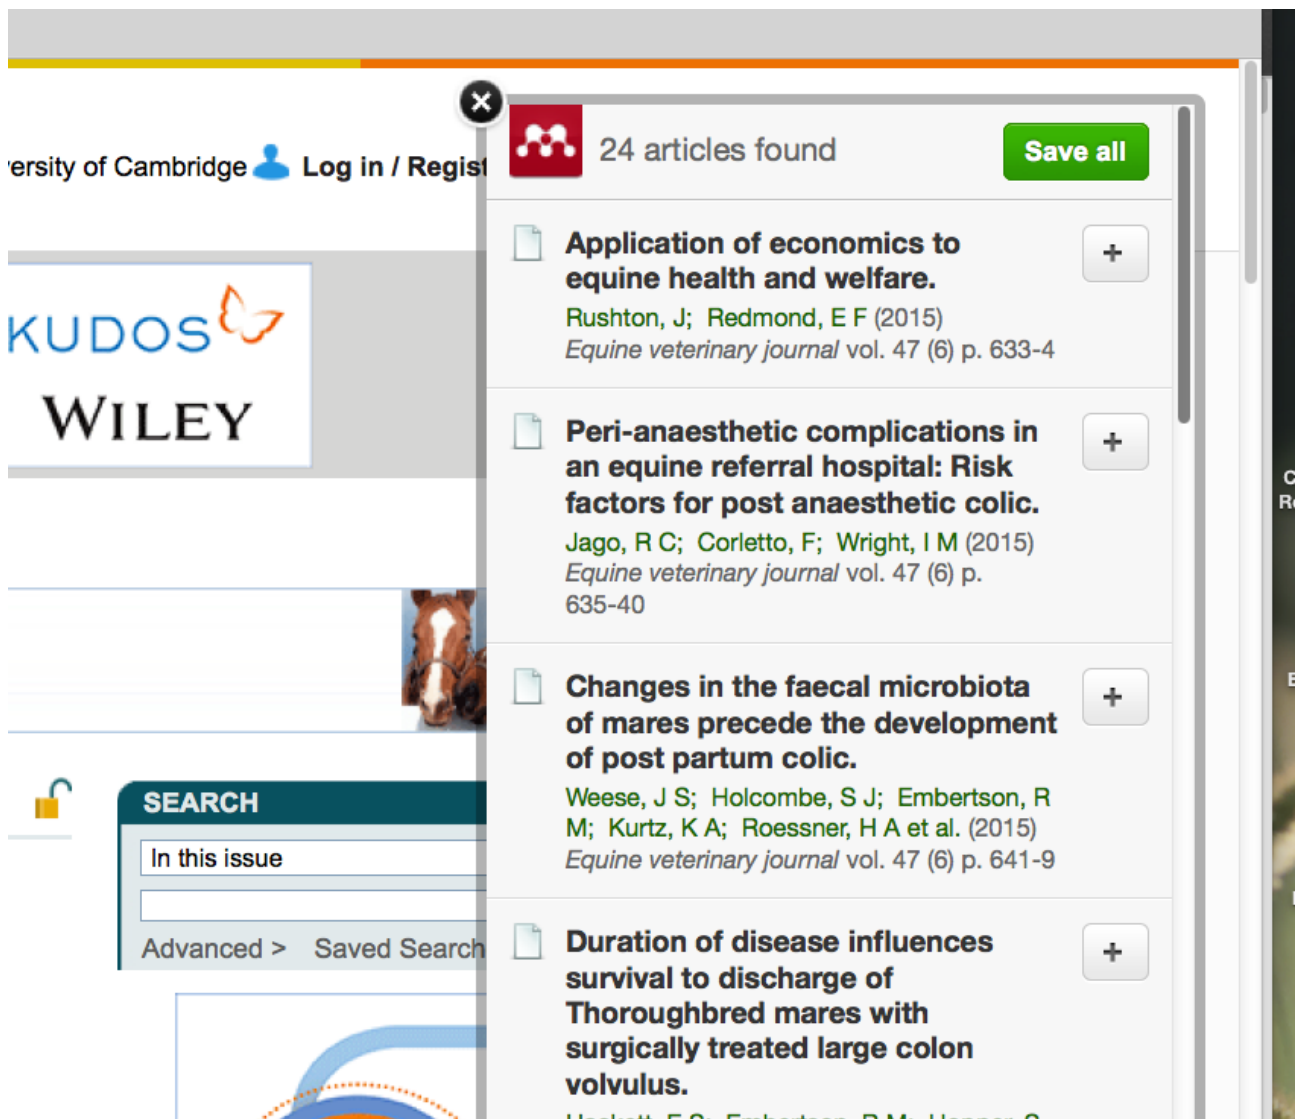 ersity of Cambridge
Log in / Regist
KUDOS
WILEY
SEARCH
In this issue
Advanced > Saved Search
24 articles found
Save all
Application of economics to
equine health and welfare.
Rushton, J; Redmond, E F (2015)
Equine veterinary journal vol. 47 (6) p. 633-4
Peri-anaesthetic complications in
an equine referral hospital: Risk
factors for post anaesthetic colic.
Jago, R C; Corletto, F; Wright, I M (2015)
Equine veterinary journal vol. 47 (6) p.
635-40
Changes in the faecal microbiota
of mares precede the development
of post partum colic.
Weese, J S; Holcombe, S J; Embertson, R
M; Kurtz, K A; Roessner, H A et al. (2015)
Equine veterinary journal vol. 47 (6) p. 641-9
Duration of disease influences
survival to discharge of
Thoroughbred mares with
surgically treated large colon
volvulus.